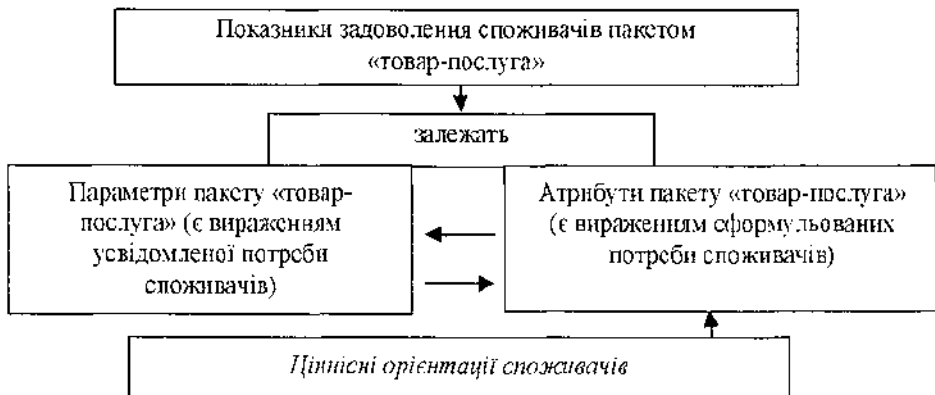 Показники задоволення споживачів пакетом
«товар-послуга»
залежать
Параметри пакету «товар-
послуга» (є вираженням
усвідомленої потреби
споживачів)
Атрибути пакету «товар-послуга»
(є вираженням сформульованих
потреби споживачів)
Ціннісні орієнтації споживачів